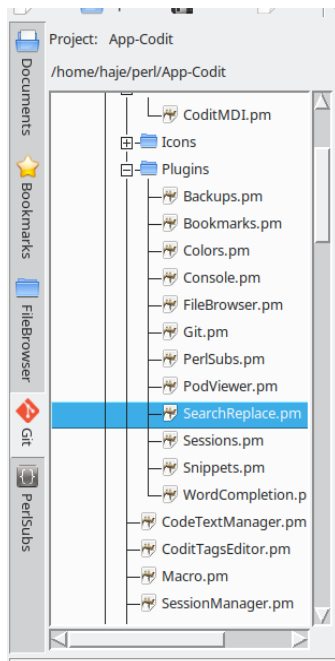 Project: App-Codit
/home/haje/perl/App-Codit
CoditMDI.pm
Icons
Plugins
Backups.pm
Bookmarks.pm
Colors.pm
Console.pm
FileBrowser.pm
Git.pm
PerlSubs.pm
PodViewer.pm
SearchReplace.pm
Sessions.pm
Snippets.pm
WordCompletion.p
CodeTextManager.pm
CoditTagsEditor.pm
Macro.pm
SessionManager.pm
Documents
Bookmarks
FileBrowser
Git
PerlSubs